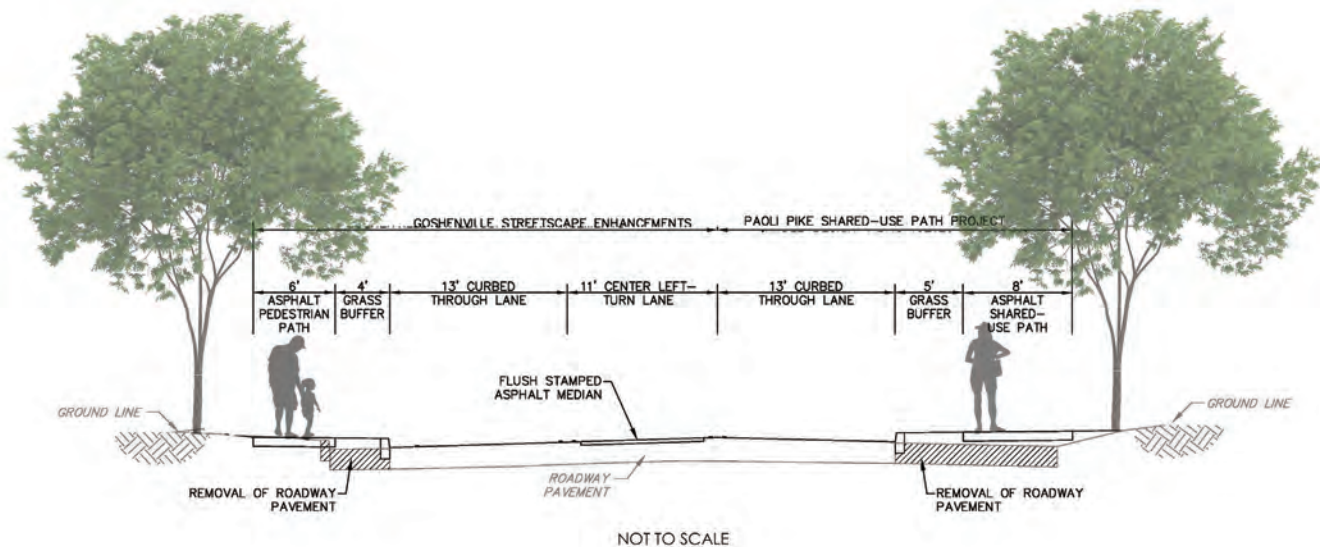 GOSHENVILLE STREETSCAPE ENHANCEMENTS
PAOLI PIKE SHARED-USE PATH PROJECT
6'
ASPHALT
PEDESTRIAN
PATH
4'
GRASS
BUFFER
13' CURBED
THROUGH LANE
11' CENTER LEFT-
TURN LANE
13' CURBED
THROUGH LANE
5'
GRASS
BUFFER
8'
ASPHALT
SHARED-
USE PATH
FLUSH STAMPED
ASPHALT MEDIAN
GROUND LINE
GROUND LINE
REMOVAL OF ROADWAY
PAVEMENT
ROADWAY
PAVEMENT
REMOVAL OF ROADWAY
PAVEMENT
NOT TO SCALE